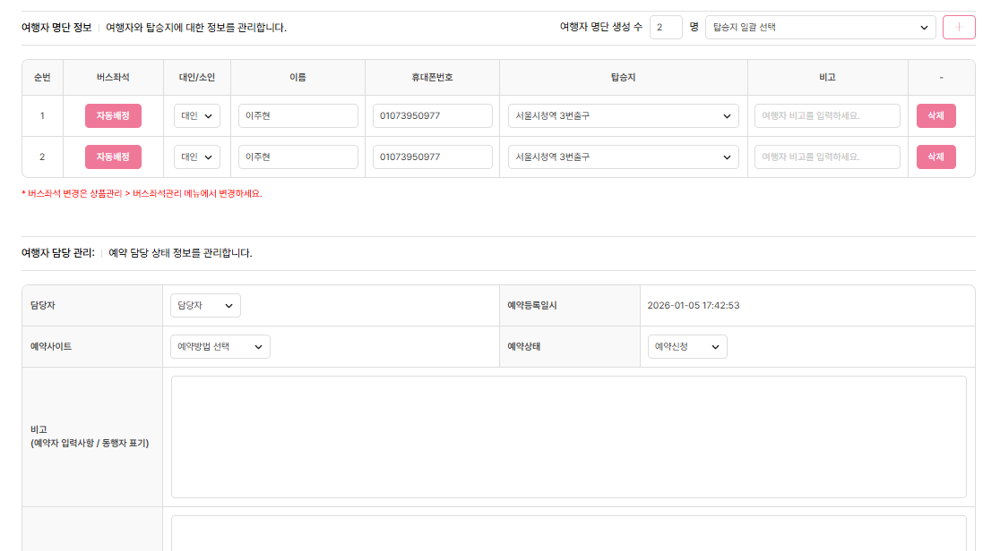 여행자 명단 정보 | 여행자와 탑승지에 대한 정보를 관리합니다. 여행자 명단 생성 수 2 명 탑승지 일괄 선택 +
순번 버스좌석 대인/소인 이름 휴대폰번호 탑승지 비고 -
1 자동배정 대인 이주현 01073950977 서울시청역 3번출구 여행자 비고를 입력하세요. 삭제
2 자동배정 대인 이주현 01073950977 서울시청역 3번출구 여행자 비고를 입력하세요. 삭제
* 버스좌석 변경은 상품관리 > 버스좌석관리 메뉴에서 변경하세요.
여행자 담당 관리: | 예약 담당 상태 정보를 관리합니다.
담당자 담당자 예약등록일시 2026-01-05 17:42:53
예약사이트 예약방법 선택 예약상태 예약신청
비고
(예약자 입력사항 / 동행자 표기)